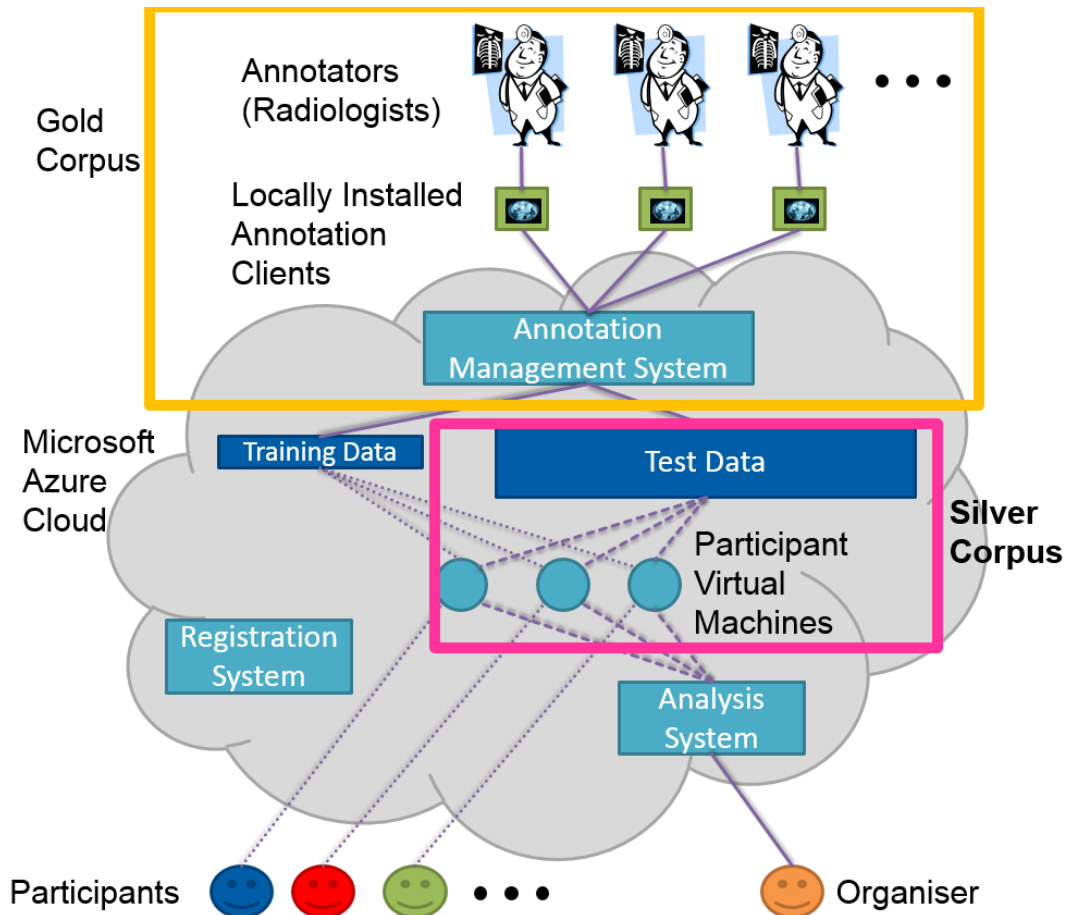 Annotators
(Radiologists)
Gold
Corpus
Locally Installed
Annotation
Clients
Annotation
Management System
Microsoft
Azure
Cloud
Training Data
Test Data
Silver
Corpus
Participant
Virtual
Machines
Registration
System
Analysis
System
Participants
Organiser